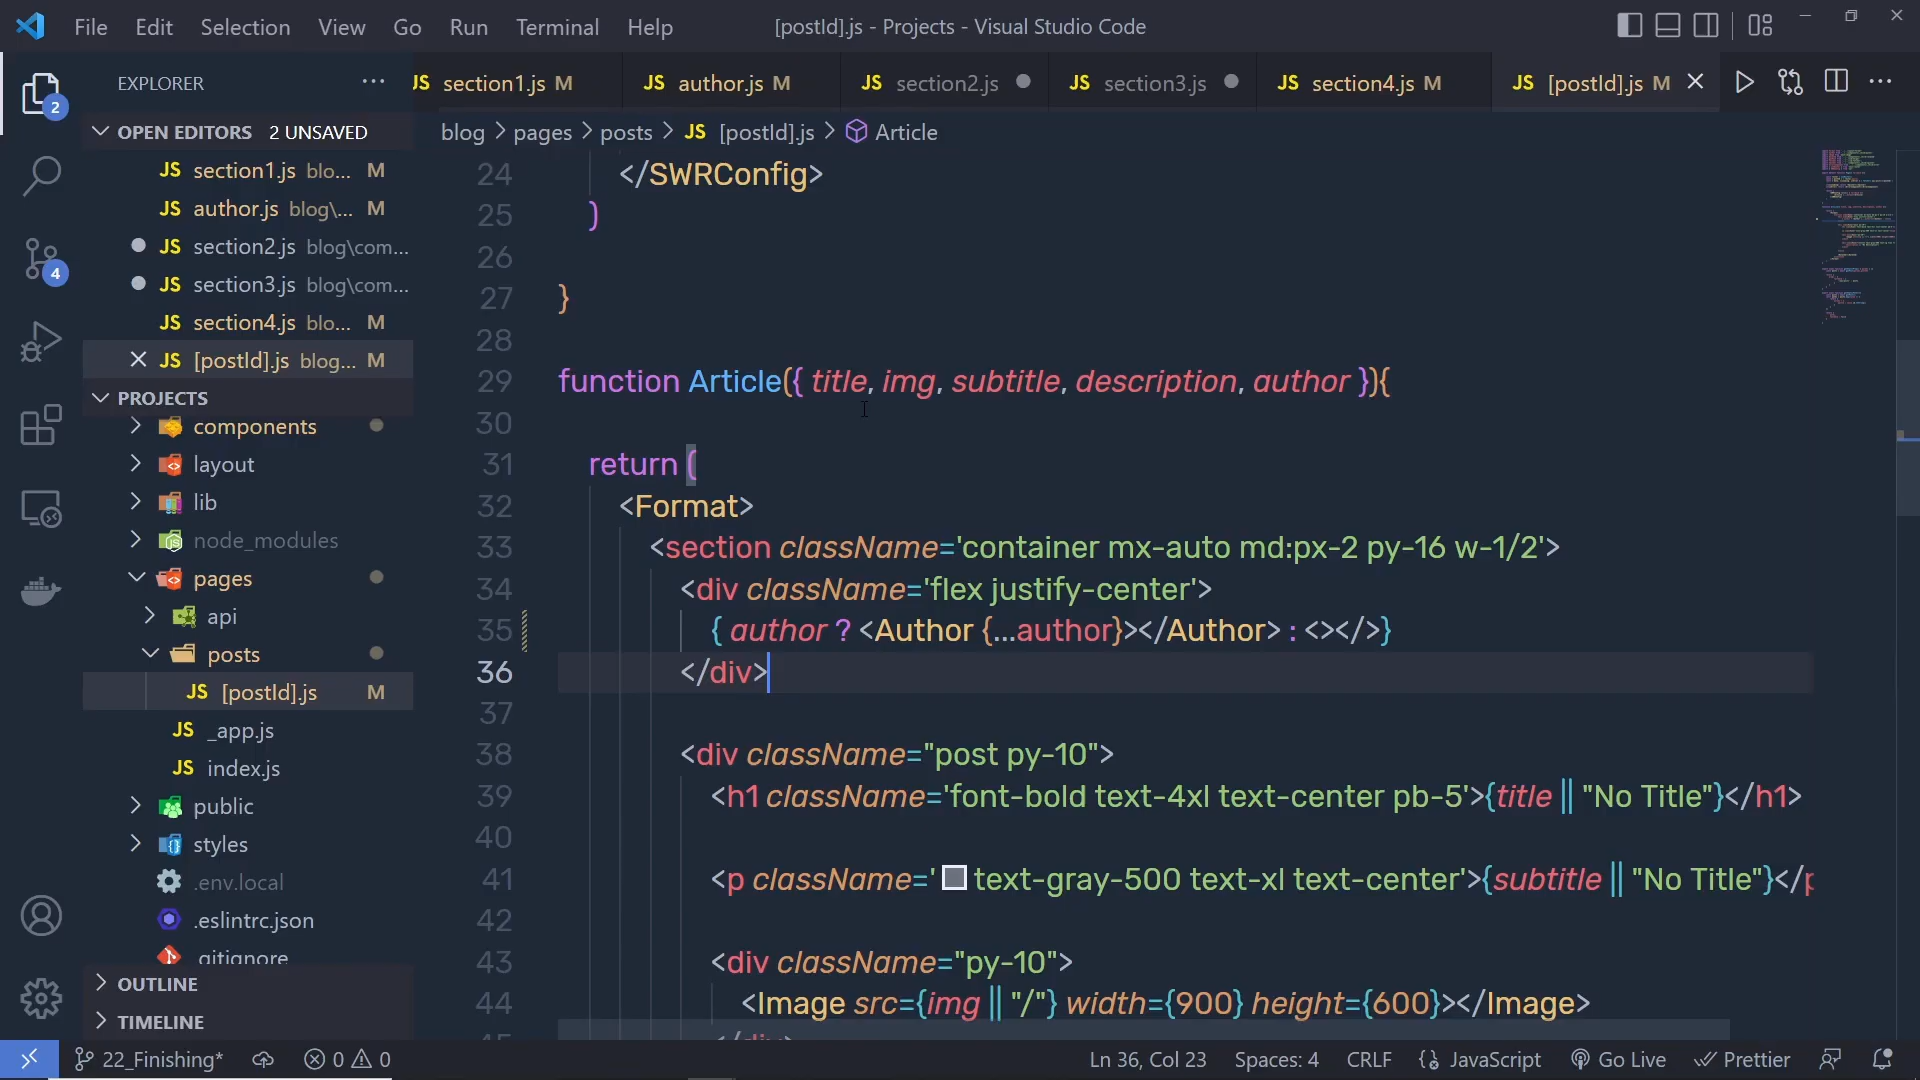 File Edit Selection View Go Run Terminal Help [postId].js - Projects - Visual Studio Code
EXPLORER
JS section1.js M JS author.js M JS section2.js JS section3.js JS section4.js M JS [postId].js M
2
OPEN EDITORS 2 UNSAVED
JS section1.js blo... M
JS author.js blog\... M
JS section2.js blog\com...
JS section3.js blog\com...
JS section4.js blo... M
JS [postId].js blog... M
4
PROJECTS
components
layout
lib
node_modules
pages
api
posts
JS [postId].js M
JS _app.js
JS index.js
public
styles
.env.local
.eslintrc.json
.gitignore
OUTLINE
TIMELINE
blog > pages > posts > JS [postId].js > Article
24 </SWRConfig>
25 )
26
27 }
28
29 function Article({ title, img, subtitle, description, author }){
30
31 return (
32 <Format>
33 <section className='container mx-auto md:px-2 py-16 w-1/2'>
34 <div className='flex justify-center'>
35 { author ? <Author {...author}></Author> : <></>}
36 </div>
37
38 <div className="post py-10">
39 <h1 className='font-bold text-4xl text-center pb-5'>{title || "No Title"}</h1>
40
41 <p className='text-gray-500 text-xl text-center'>{subtitle || "No Title"}</p
42
43 <div className="py-10">
44 <Image src={img || "/"} width={900} height={600}></Image>
45 </div>
22_Finishing* 0 0 Ln 36, Col 23 Spaces: 4 CRLF JavaScript Go Live Prettier